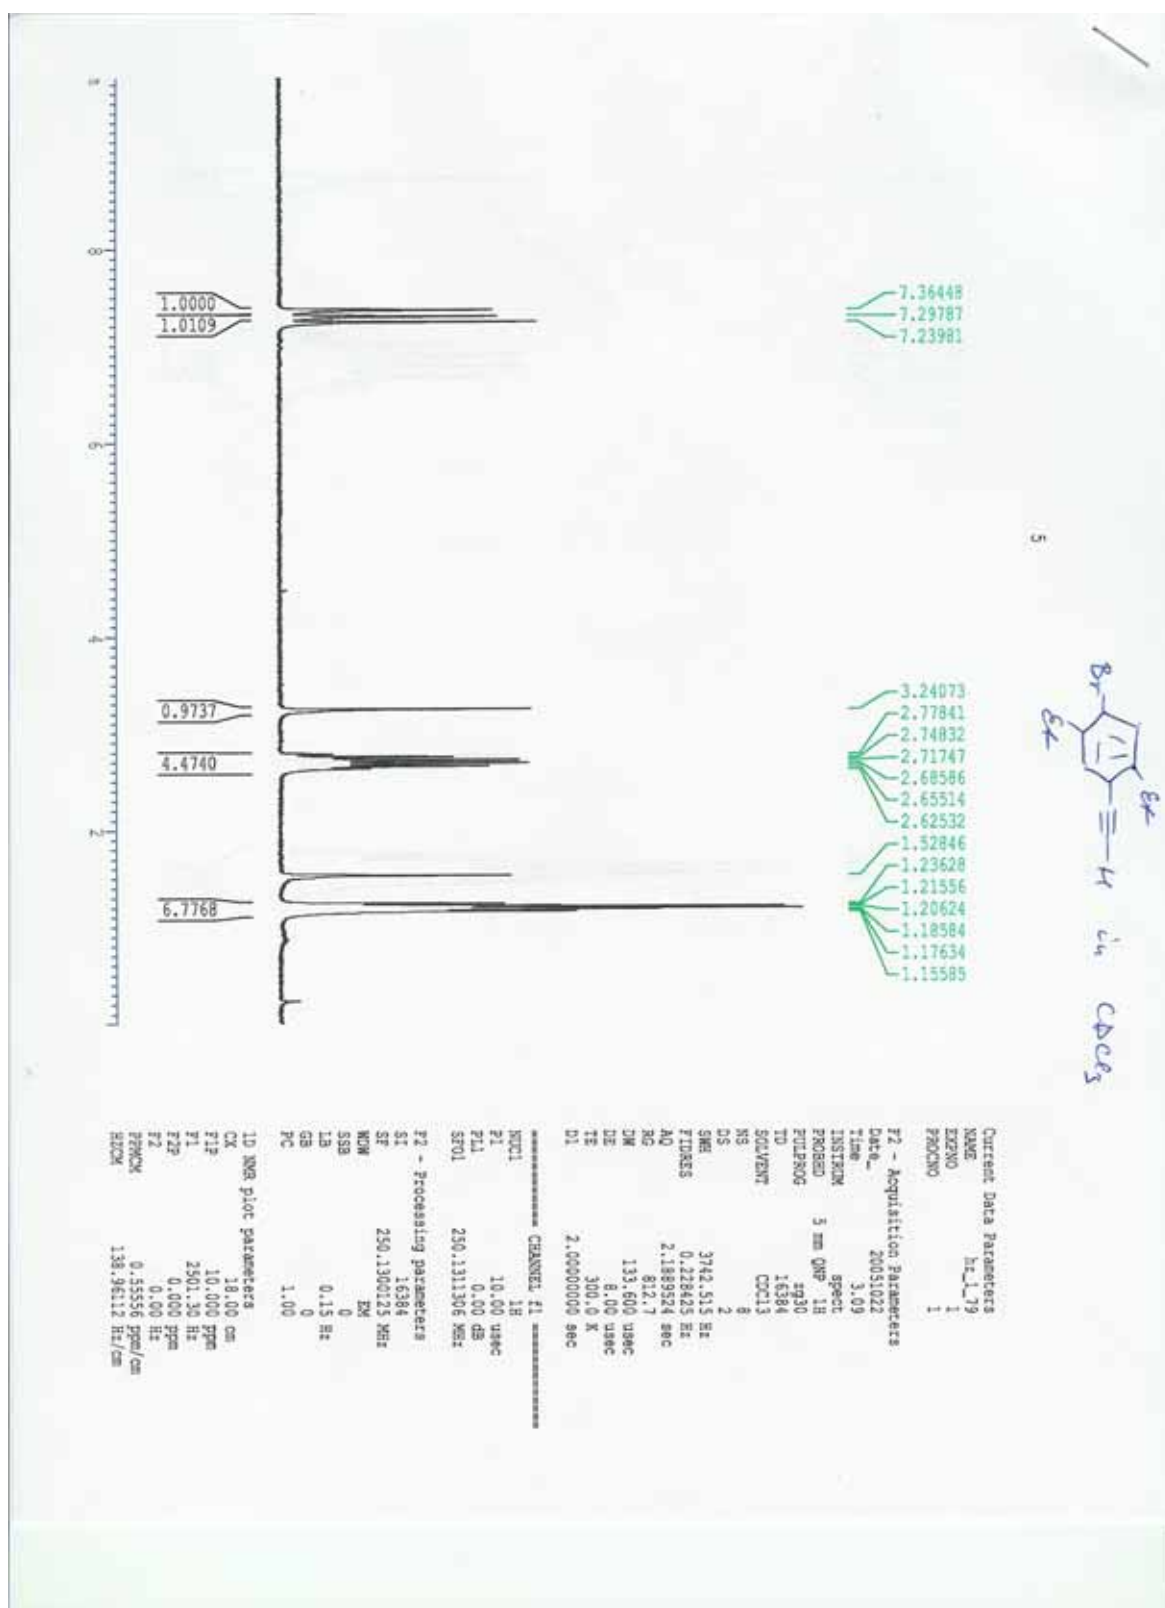 5
Br
Et
Et
H in CDCl3
7.36448
7.29787
7.23981
3.24073
2.77841
2.74832
2.71747
2.68586
2.65514
2.62532
1.52846
1.23628
1.21556
1.20624
1.18584
1.17634
1.15585
1.0000
1.0109
0.9737
4.4740
6.7768
8
6
4
2
Current Data Parameters
NAME hr_1_79
EXPNO 1
PROCNO 1
F2 - Acquisition Parameters
Date_ 20051022
Time 3.09
INSTRUM spect
PROBHD 5 mm QNP 1H
PULPROG zg30
TD 16384
SOLVENT CDCl3
NS 8
DS 2
SWH 3742.515 Hz
FIDRES 0.228425 Hz
AQ 2.1889524 sec
RG 812.7
DW 133.600 usec
DE 8.00 usec
TE 300.0 K
D1 2.00000000 sec
======== CHANNEL f1 ========
NUC1 1H
P1 10.00 usec
PL1 0.00 dB
SFO1 250.1311306 MHz
F2 - Processing parameters
SI 16384
SF 250.1300125 MHz
WDW EM
SSB 0
LB 0.15 Hz
GB 0
PC 1.00
1D NMR plot parameters
CX 18.00 cm
F1P 10.000 ppm
F1 2501.30 Hz
F2P 0.000 ppm
F2 0.00 Hz
PPMCM 0.55556 ppm/cm
HZCM 138.96112 Hz/cm